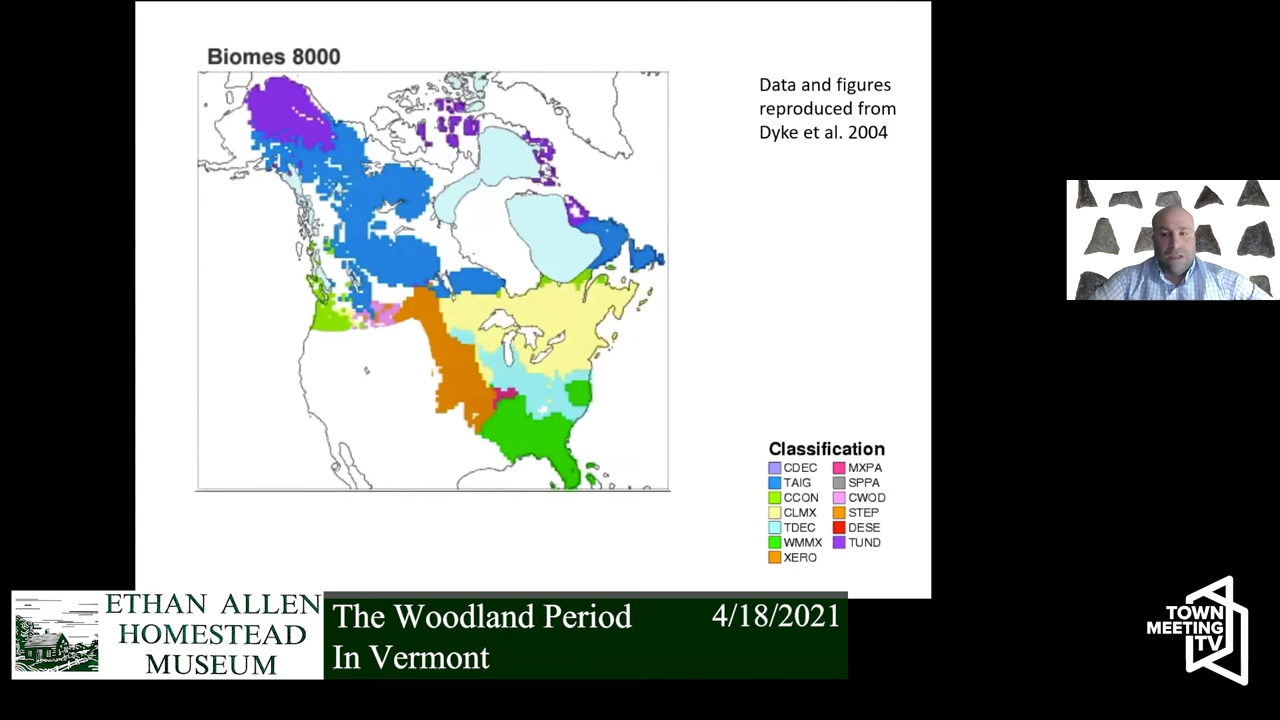 Biomes 8000
Data and figures
reproduced from
Dyke et al. 2004
Classification
CDEC
TAIG
CCON
CLMX
TDEC
WMMX
XERO
MXPA
SPPA
CWOD
STEP
DESE
TUND
ETHAN ALLEN
HOMESTEAD
MUSEUM
The Woodland Period
In Vermont
4/18/2021
TOWN
MEETING
TV